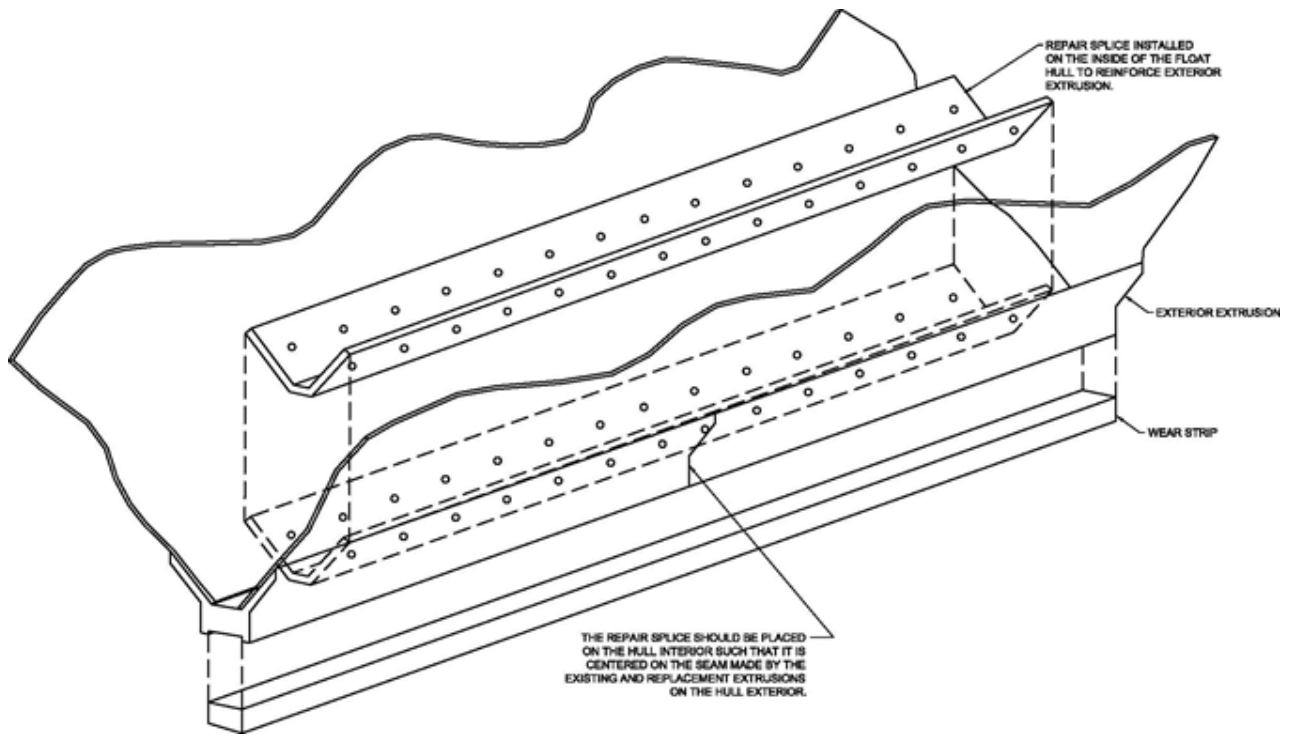 REPAIR SPLICE INSTALLED
ON THE INSIDE OF THE FLOAT
HULL TO REINFORCE EXTERIOR
EXTRUSION.
EXTERIOR EXTRUSION
WEAR STRIP
THE REPAIR SPLICE SHOULD BE PLACED
ON THE HULL INTERIOR SUCH THAT IT IS
CENTERED ON THE SEAM MADE BY THE
EXISTING AND REPLACEMENT EXTRUSIONS
ON THE HULL EXTERIOR.